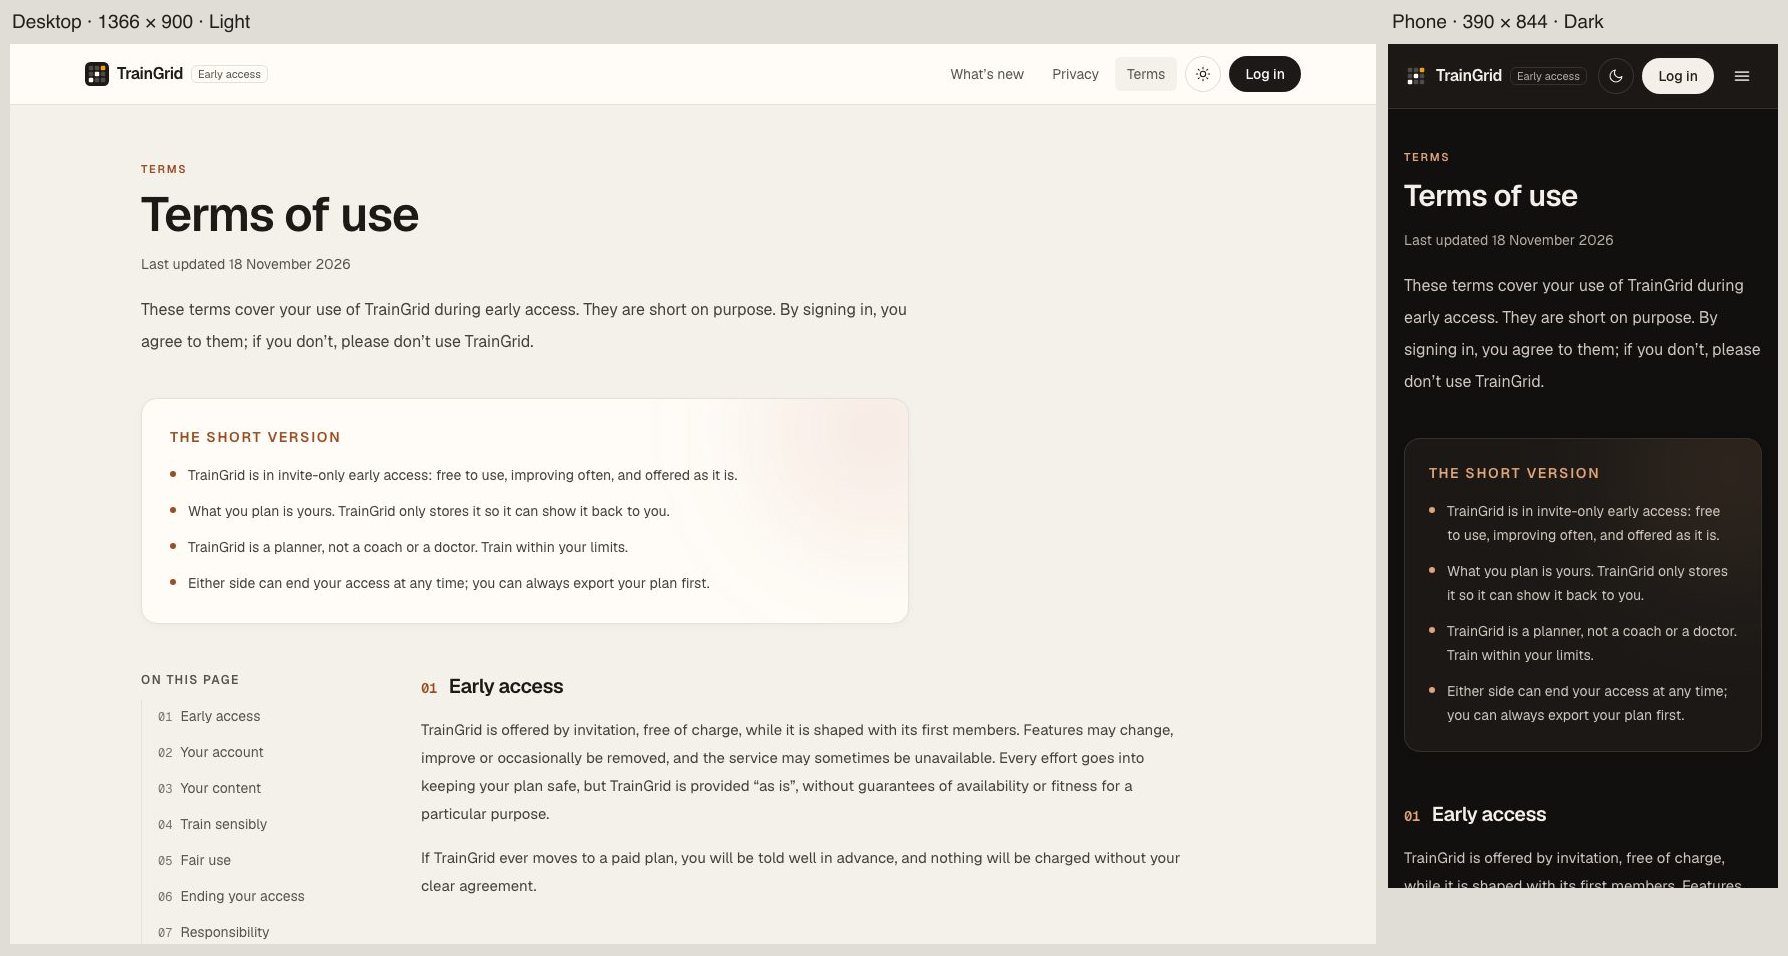 Desktop · 1366 × 900 · Light
TrainGrid
Early access
What’s new
Privacy
Terms
Log in
TERMS
Terms of use
Last updated 18 November 2026
These terms cover your use of TrainGrid during early access. They are short on purpose. By signing in, you
agree to them; if you don’t, please don’t use TrainGrid.
THE SHORT VERSION
TrainGrid is in invite-only early access: free to use, improving often, and offered as it is.
What you plan is yours. TrainGrid only stores it so it can show it back to you.
TrainGrid is a planner, not a coach or a doctor. Train within your limits.
Either side can end your access at any time; you can always export your plan first.
ON THIS PAGE
01 Early access
02 Your account
03 Your content
04 Train sensibly
05 Fair use
06 Ending your access
07 Responsibility
01 Early access
TrainGrid is offered by invitation, free of charge, while it is shaped with its first members. Features may change,
improve or occasionally be removed, and the service may sometimes be unavailable. Every effort goes into
keeping your plan safe, but TrainGrid is provided “as is”, without guarantees of availability or fitness for a
particular purpose.
If TrainGrid ever moves to a paid plan, you will be told well in advance, and nothing will be charged without your
clear agreement.
Phone · 390 × 844 · Dark
TrainGrid
Early access
Log in
TERMS
Terms of use
Last updated 18 November 2026
These terms cover your use of TrainGrid during
early access. They are short on purpose. By
signing in, you agree to them; if you don’t, please
don’t use TrainGrid.
THE SHORT VERSION
TrainGrid is in invite-only early access: free
to use, improving often, and offered as it is.
What you plan is yours. TrainGrid only stores
it so it can show it back to you.
TrainGrid is a planner, not a coach or a doctor.
Train within your limits.
Either side can end your access at any time;
you can always export your plan first.
01 Early access
TrainGrid is offered by invitation, free of charge,
while it is shaped with its first members. Features